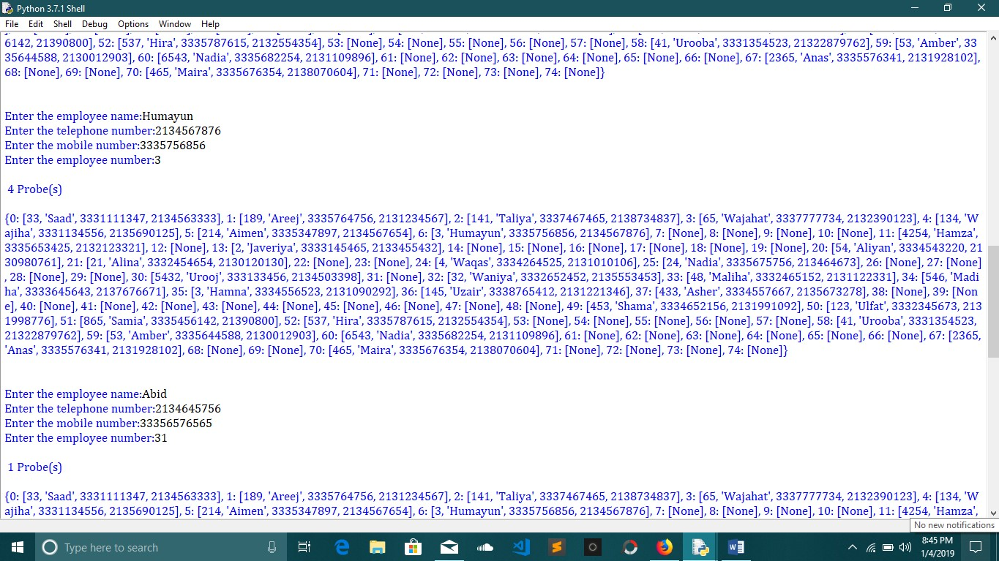 Python 3.7.1 Shell
File Edit Shell Debug Options Window Help
6142, 21390800], 52: [537, 'Hira', 3335787615, 2132554354], 53: [None], 54: [None], 55: [None], 56: [None], 57: [None], 58: [41, 'Urooba', 3331354523, 21322879762], 59: [53, 'Amber', 33
35644588, 2130012903], 60: [6543, 'Nadia', 3335682254, 2131109896], 61: [None], 62: [None], 63: [None], 64: [None], 65: [None], 66: [None], 67: [2365, 'Anas', 3335576341, 2131928102],
68: [None], 69: [None], 70: [465, 'Maira', 3335676354, 2138070604], 71: [None], 72: [None], 73: [None], 74: [None]}
Enter the employee name:Humayun
Enter the telephone number:2134567876
Enter the mobile number:3335756856
Enter the employee number:3
4 Probe(s)
{0: [33, 'Saad', 3331111347, 2134563333], 1: [189, 'Areej', 3335764756, 2131234567], 2: [141, 'Taliya', 3337467465, 2138734837], 3: [65, 'Wajahat', 3337777734, 2132390123], 4: [134, 'W
ajiha', 3331134556, 2135690125], 5: [214, 'Aimen', 3335347897, 2134567654], 6: [3, 'Humayun', 3335756856, 2134567876], 7: [None], 8: [None], 9: [None], 10: [None], 11: [4254, 'Hamza',
3335653425, 2132123321], 12: [None], 13: [2, 'Javeriya', 3333145465, 2133455432], 14: [None], 15: [None], 16: [None], 17: [None], 18: [None], 19: [None], 20: [54, 'Aliyan', 3334543220, 21
30980761], 21: [21, 'Alina', 3332454654, 2130120130], 22: [None], 23: [None], 24: [4, 'Waqas', 3334264525, 2131010106], 25: [24, 'Nadia', 3335675756, 213464673], 26: [None], 27: [None]
, 28: [None], 29: [None], 30: [5432, 'Urooj', 333133456, 2134503398], 31: [None], 32: [32, 'Waniya', 3332652452, 2135553453], 33: [48, 'Maliha', 3332465152, 2131122331], 34: [546, 'Madi
ha', 3333645643, 2137676671], 35: [3, 'Hamna', 3334556523, 2131090292], 36: [145, 'Uzair', 3338765412, 2131221346], 37: [433, 'Asher', 3334557667, 2135673278], 38: [None], 39: [Non
e], 40: [None], 41: [None], 42: [None], 43: [None], 44: [None], 45: [None], 46: [None], 47: [None], 48: [None], 49: [453, 'Shama', 3334652156, 2131991092], 50: [123, 'Ulfat', 3332345673, 213
1998776], 51: [865, 'Samia', 3335456142, 21390800], 52: [537, 'Hira', 3335787615, 2132554354], 53: [None], 54: [None], 55: [None], 56: [None], 57: [None], 58: [41, 'Urooba', 3331354523,
21322879762], 59: [53, 'Amber', 3335644588, 2130012903], 60: [6543, 'Nadia', 3335682254, 2131109896], 61: [None], 62: [None], 63: [None], 64: [None], 65: [None], 66: [None], 67: [2365,
'Anas', 3335576341, 2131928102], 68: [None], 69: [None], 70: [465, 'Maira', 3335676354, 2138070604], 71: [None], 72: [None], 73: [None], 74: [None]}
Enter the employee name:Abid
Enter the telephone number:2134645756
Enter the mobile number:33356576565
Enter the employee number:31
1 Probe(s)
{0: [33, 'Saad', 3331111347, 2134563333], 1: [189, 'Areej', 3335764756, 2131234567], 2: [141, 'Taliya', 3337467465, 2138734837], 3: [65, 'Wajahat', 3337777734, 2132390123], 4: [134, 'W
ajiha', 3331134556, 2135690125], 5: [214, 'Aimen', 3335347897, 2134567654], 6: [3, 'Humayun', 3335756856, 2134567876], 7: [None], 8: [None], 9: [None], 10: [None], 11: [4254, 'Hamza',
No new notifications
Type here to search
8:45 PM
1/4/2019